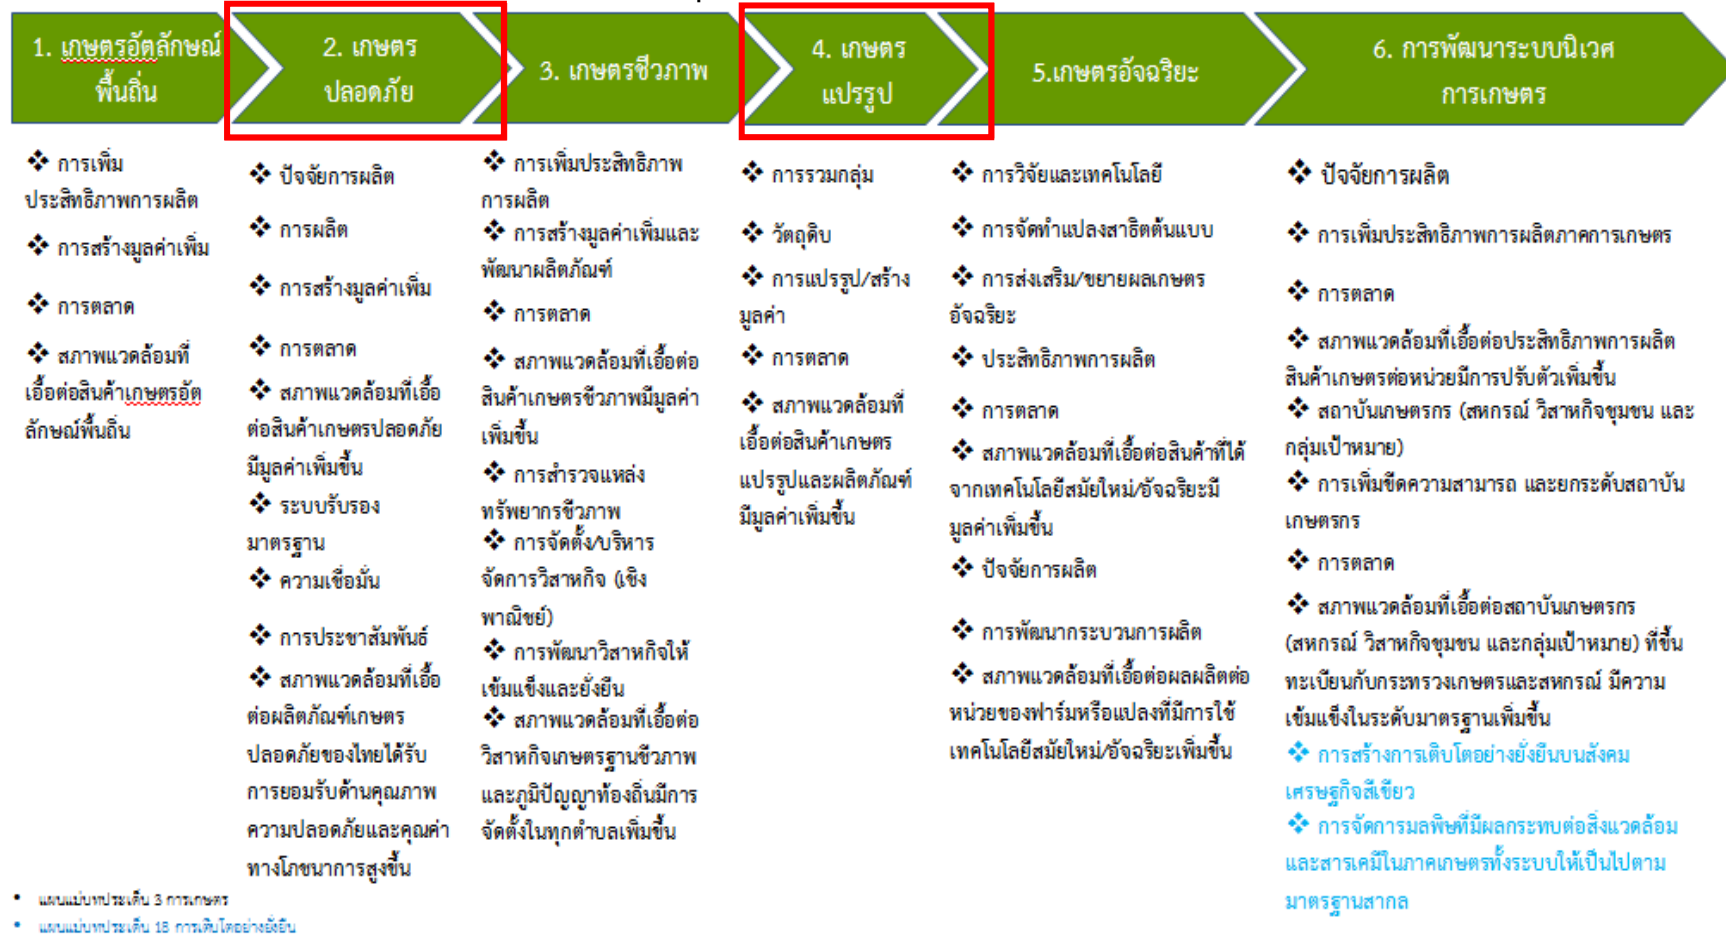 1. เกษตรอัตลักษณ์
พื้นถิ่น
2. เกษตร
ปลอดภัย
3. เกษตรชีวภาพ
4. เกษตร
แปรรูป
5.เกษตรอัจฉริยะ
6. การพัฒนาระบบนิเวศ
การเกษตร
❖ การเพิ่ม
ประสิทธิภาพการผลิต
❖ การสร้างมูลค่าเพิ่ม
❖ การตลาด
❖ สภาพแวดล้อมที่
เอื้อต่อสินค้าเกษตรอัต
ลักษณ์พื้นถิ่น
❖ ปัจจัยการผลิต
❖ การผลิต
❖ การสร้างมูลค่าเพิ่ม
❖ การตลาด
❖ สภาพแวดล้อมที่เอื้อ
ต่อสินค้าเกษตรปลอดภัย
มีมูลค่าเพิ่มขึ้น
❖ ระบบรับรอง
มาตรฐาน
❖ ความเชื่อมั่น
❖ การประชาสัมพันธ์
❖ สภาพแวดล้อมที่เอื้อ
ต่อผลิตภัณฑ์เกษตร
ปลอดภัยของไทยได้รับ
การยอมรับด้านคุณภาพ
ความปลอดภัยและคุณค่า
ทางโภชนาการสูงขึ้น
❖ การเพิ่มประสิทธิภาพ
การผลิต
❖ การสร้างมูลค่าเพิ่มและ
พัฒนาผลิตภัณฑ์
❖ การตลาด
❖ สภาพแวดล้อมที่เอื้อต่อ
สินค้าเกษตรชีวภาพมีมูลค่า
เพิ่มขึ้น
❖ การสำรวจแหล่ง
ทรัพยากรชีวภาพ
❖ การจัดตั้ง/บริหาร
จัดการวิสาหกิจ (เชิง
พาณิชย์)
❖ การพัฒนาวิสาหกิจให้
เข้มแข็งและยั่งยืน
❖ สภาพแวดล้อมที่เอื้อต่อ
วิสาหกิจเกษตรฐานชีวภาพ
และภูมิปัญญาท้องถิ่นมีการ
จัดตั้งในทุกตำบลเพิ่มขึ้น
❖ การรวมกลุ่ม
❖ วัตถุดิบ
❖ การแปรรูป/สร้าง
มูลค่า
❖ การตลาด
❖ สภาพแวดล้อมที่
เอื้อต่อสินค้าเกษตร
แปรรูปและผลิตภัณฑ์
มีมูลค่าเพิ่มขึ้น
❖ การวิจัยและเทคโนโลยี
❖ การจัดทำแปลงสาธิตต้นแบบ
❖ การส่งเสริม/ขยายผลเกษตร
อัจฉริยะ
❖ ประสิทธิภาพการผลิต
❖ การตลาด
❖ สภาพแวดล้อมที่เอื้อต่อสินค้าที่ได้
จากเทคโนโลยีสมัยใหม่/อัจฉริยะมี
มูลค่าเพิ่มขึ้น
❖ ปัจจัยการผลิต
❖ การพัฒนากระบวนการผลิต
❖ สภาพแวดล้อมที่เอื้อต่อผลผลิตต่อ
หน่วยของฟาร์มหรือแปลงที่มีการใช้
เทคโนโลยีสมัยใหม่/อัจฉริยะเพิ่มขึ้น
❖ ปัจจัยการผลิต
❖ การเพิ่มประสิทธิภาพการผลิตภาคการเกษตร
❖ การตลาด
❖ สภาพแวดล้อมที่เอื้อต่อประสิทธิภาพการผลิต
สินค้าเกษตรต่อหน่วยมีการปรับตัวเพิ่มขึ้น
❖ สถาบันเกษตรกร (สหกรณ์ วิสาหกิจชุมชน และ
กลุ่มเป้าหมาย)
❖ การเพิ่มขีดความสามารถ และยกระดับสถาบัน
เกษตรกร
❖ การตลาด
❖ สภาพแวดล้อมที่เอื้อต่อสถาบันเกษตรกร
(สหกรณ์ วิสาหกิจชุมชน และกลุ่มเป้าหมาย) ที่ขึ้น
ทะเบียนกับกระทรวงเกษตรและสหกรณ์ มีความ
เข้มแข็งในระดับมาตรฐานเพิ่มขึ้น
❖ การสร้างการเติบโตอย่างยั่งยืนบนสังคม
เศรษฐกิจสีเขียว
❖ การจัดการมลพิษที่มีผลกระทบต่อสิ่งแวดล้อม
และสารเคมีในภาคเกษตรทั้งระบบให้เป็นไปตาม
มาตรฐานสากล
• แผนแม่บทประเด็น 3 การเกษตร
• แผนแม่บทประเด็น 18 การเติบโตอย่างยั่งยืน